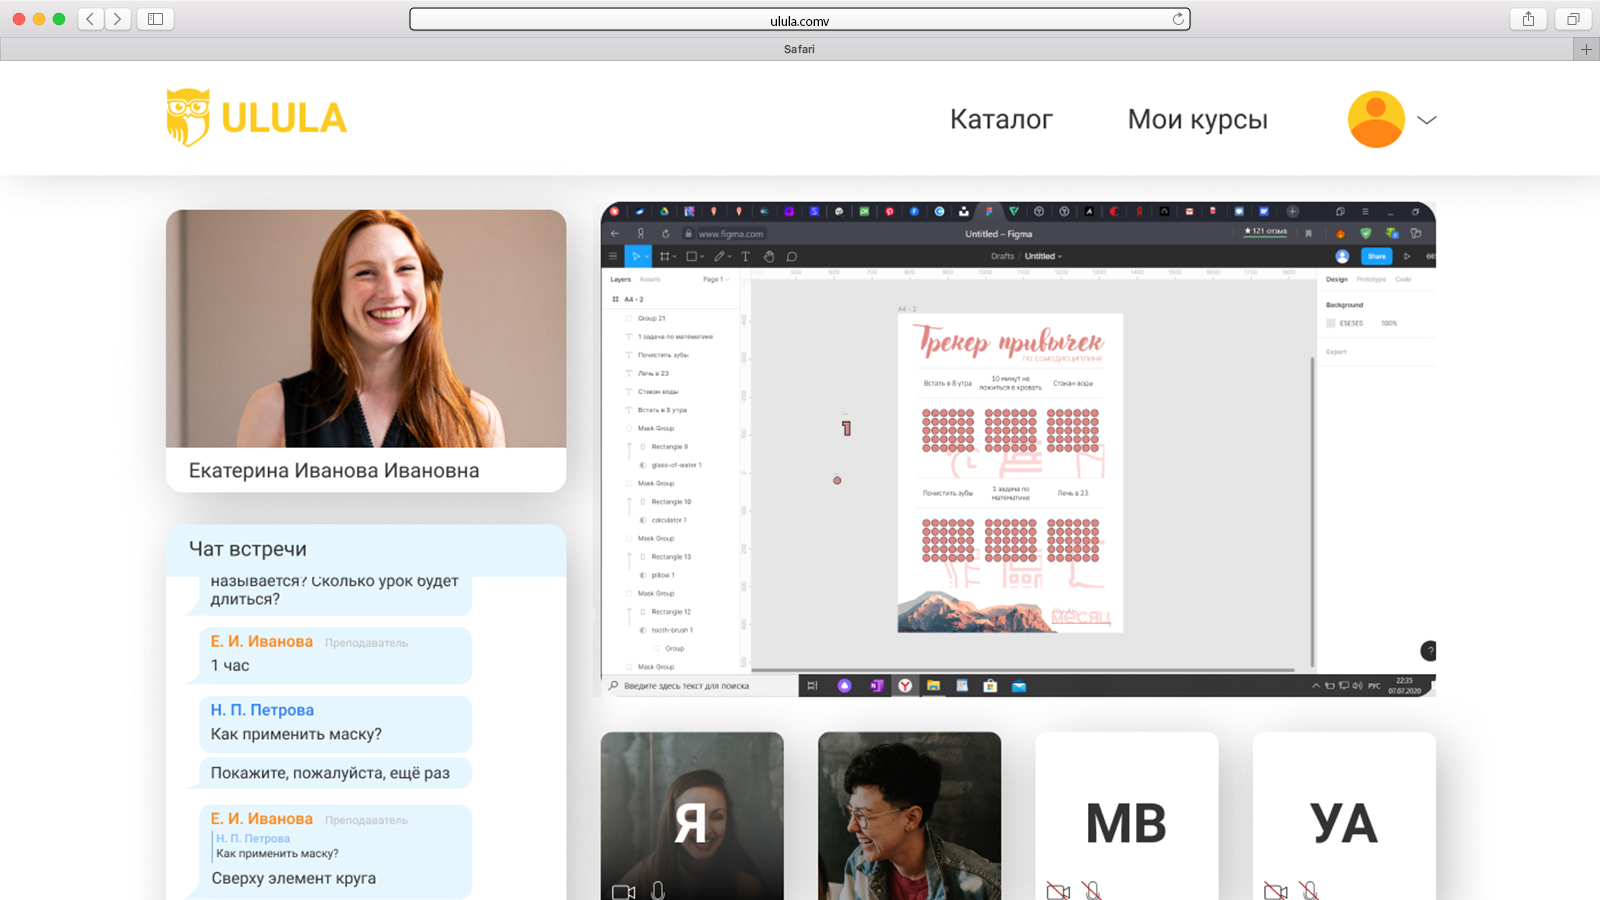 ulula.comv
Safari
ULULA
Каталог
Мои курсы
Екатерина Иванова Ивановна
Чат встречи
называется? Сколько урок будет
длиться?
Е. И. Иванова Преподаватель
1 час
Н. П. Петрова
Как применить маску?
Покажите, пожалуйста, ещё раз
Е. И. Иванова Преподаватель
Н. П. Петрова
Как применить маску?
Сверху элемент круга
www.figma.com
Untitled – Figma
★121 отзыв
Drafts / Untitled
Share
Layers Assets Page 1
A4 - 2
Group 21
1 задача по математике
Почистить зубы
Лечь в 23
Стакан воды
Встать в 8 утра
Mask Group
Rectangle 9
glass-of-water 1
Mask Group
Rectangle 10
calculator 1
Mask Group
Rectangle 13
pillow 1
Mask Group
Rectangle 12
tooth-brush 1
Group
Mask Group
A4 - 2
Трекер привычек
по самодисциплине
Встать в 8 утра
10 минут не
ложиться в кровать
Стакан воды
Почистить зубы
1 задача по
математике
Лечь в 23
месяц
1
Design Prototype Code
Background
E5E5E5 100%
Export
?
Введите здесь текст для поиска
РУС
22:35
07.07.2020
Я
МВ
УА